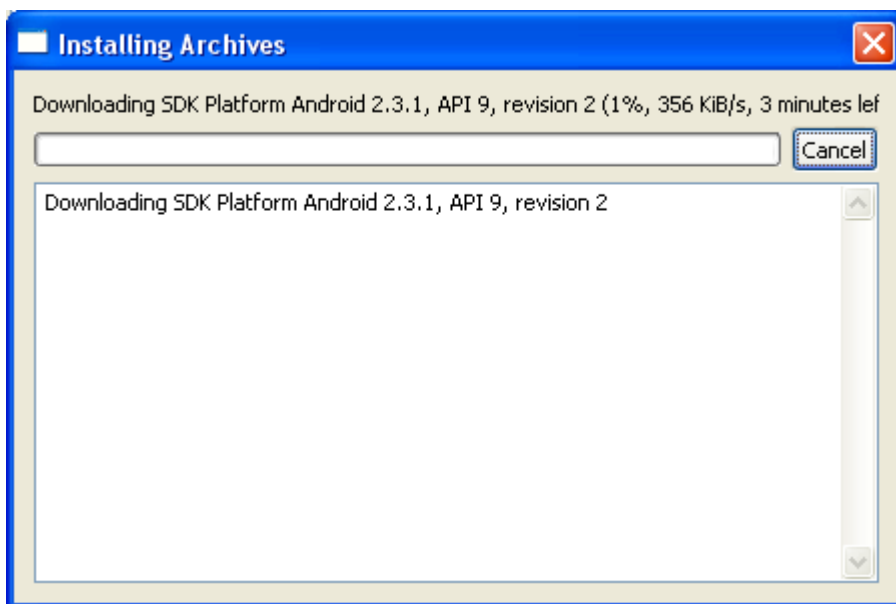 Installing Archives
Downloading SDK Platform Android 2.3.1, API 9, revision 2 (1%, 356 KiB/s, 3 minutes lef
Cancel
Downloading SDK Platform Android 2.3.1, API 9, revision 2